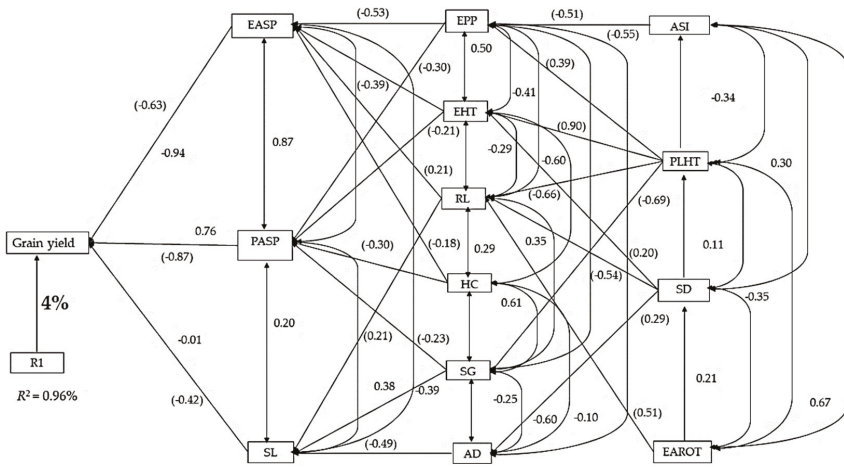 EASP (-0.53) EPP (-0.51) ASI
(-0.55)
0.50
(-0.30) 0.39
(-0.39) -0.41 -0.34
(-0.63)
EHT
(-0.21) (0.90)
-0.94 0.87 -0.29 -0.60 PLHT 0.30
(0.21)
RL (-0.66) (-0.69)
Grain yield 0.76 PASP (-0.30) (-0.18) 0.29 0.35 (0.20) 0.11
(-0.87) (-0.54)
HC SD
4% 0.61 -0.35
0.20 (0.29)
-0.01 (0.21) -0.23
R1 SG 0.21
0.38 -0.39
R² = 0.96% (-0.42) -0.25
-0.60 -0.10 (0.51) 0.67
SL (-0.49) AD EAROT